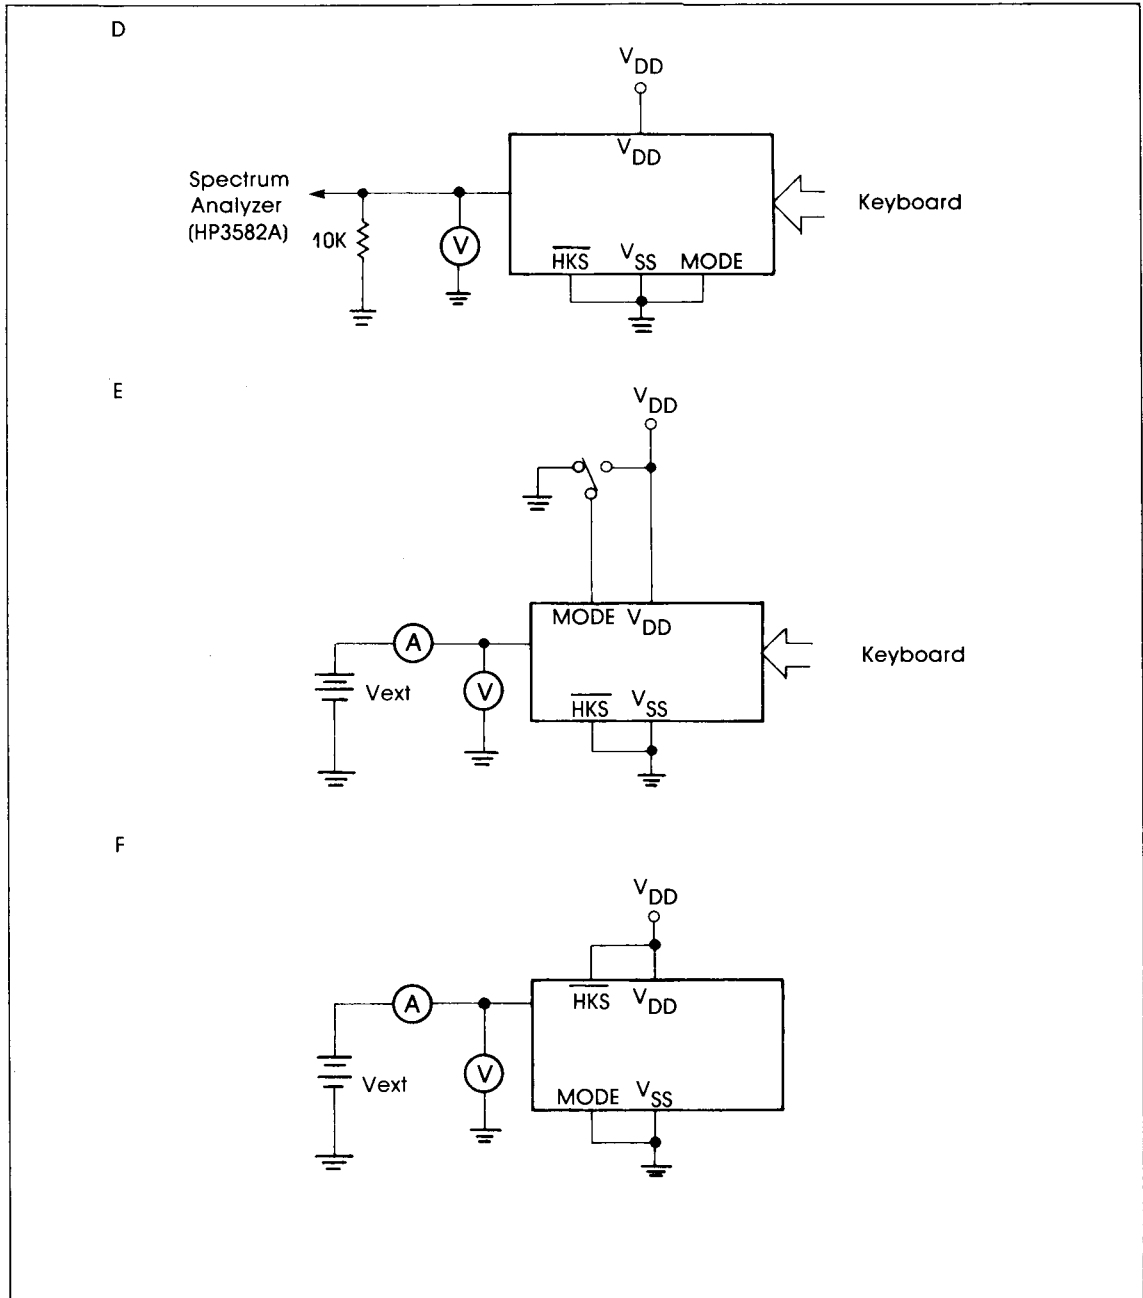 D
VDD
VDD
Spectrum
Analyzer
(HP3582A)
10K
V
Keyboard
HKS VSS MODE
E
VDD
MODE VDD
A
Vext
V
Keyboard
HKS VSS
F
VDD
HKS VDD
A
Vext
V
MODE VSS